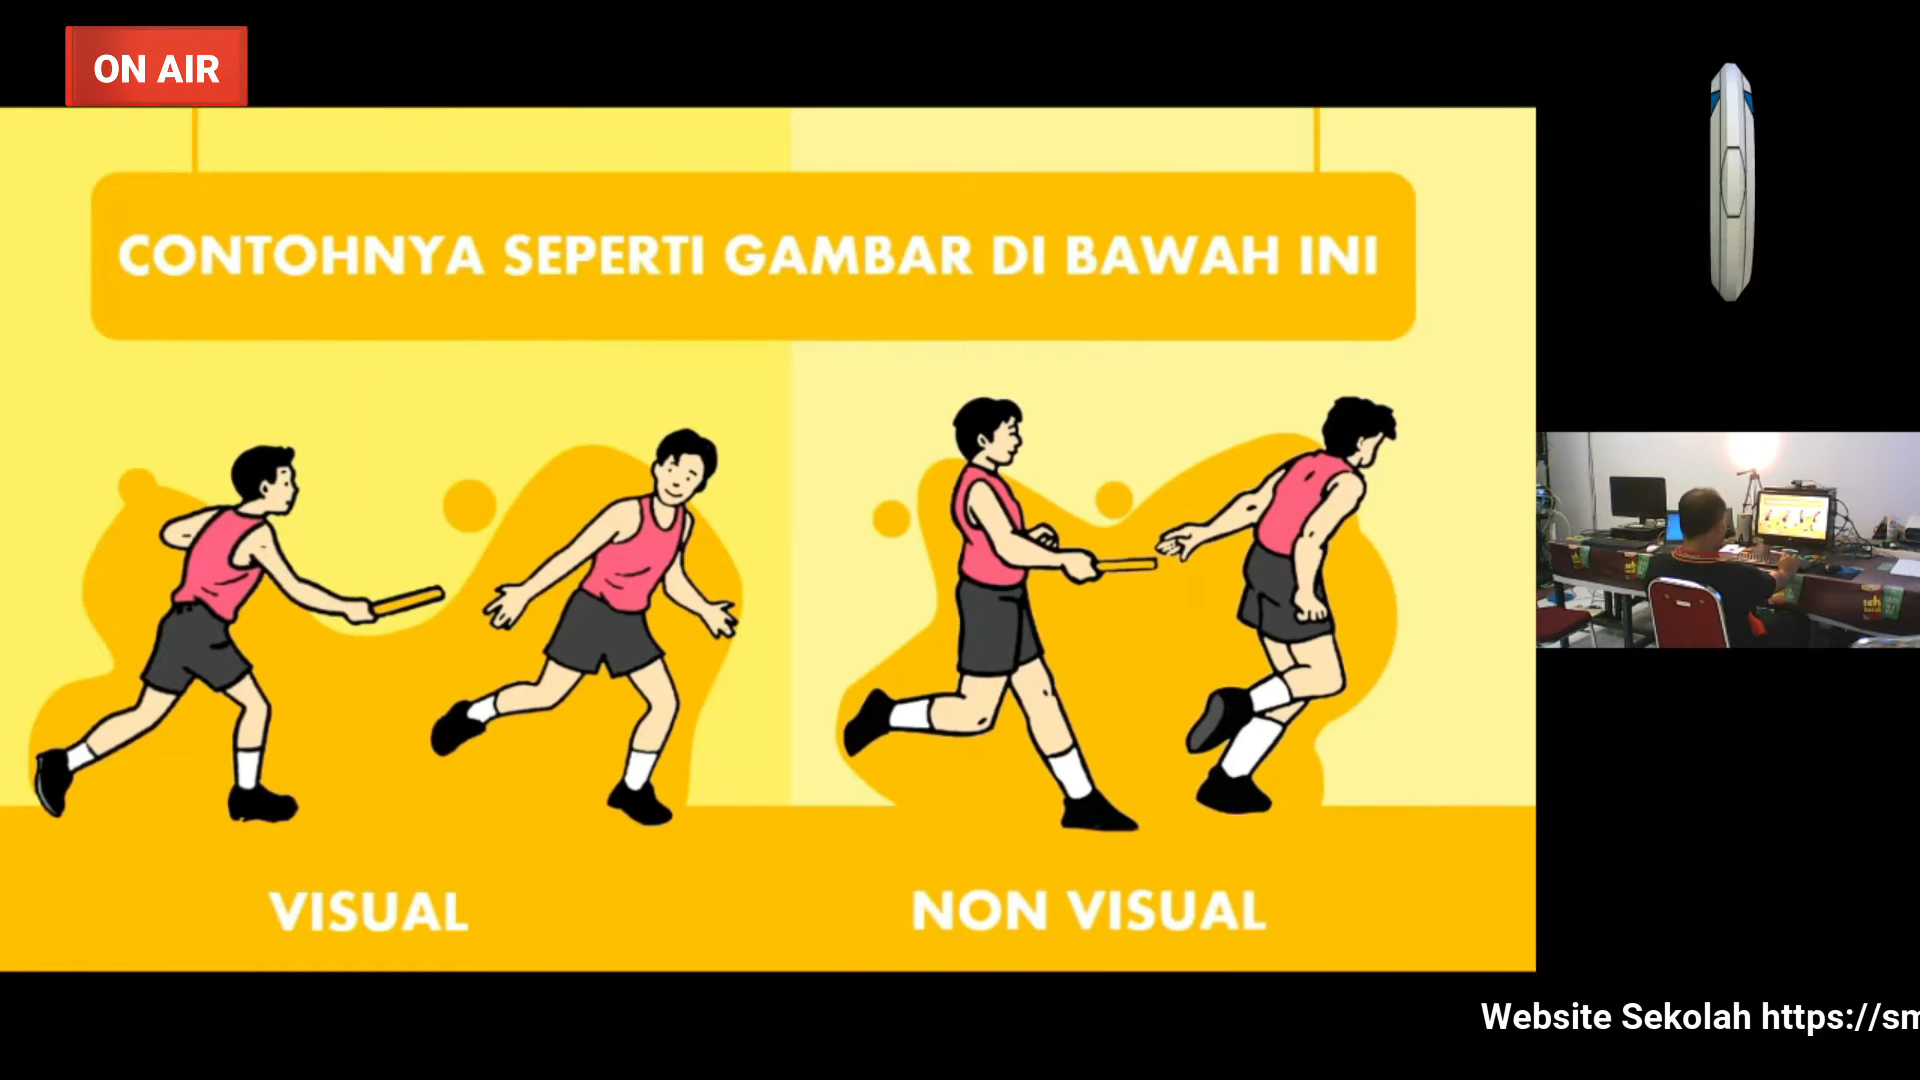 ON AIR
CONTOHNYA SEPERTI GAMBAR DI BAWAH INI
VISUAL
NON VISUAL
Website Sekolah https://sm